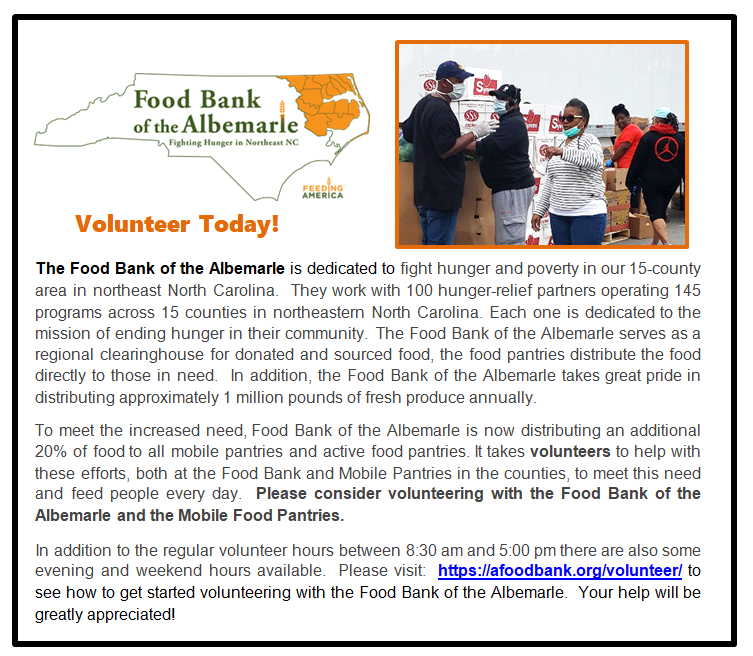 Food Bank
of the Albemarle
Fighting Hunger in Northeast NC
FEEDING
AMERICA
Volunteer Today!
The Food Bank of the Albemarle is dedicated to fight hunger and poverty in our 15-county
area in northeast North Carolina.  They work with 100 hunger-relief partners operating 145
programs across 15 counties in northeastern North Carolina. Each one is dedicated to the
mission of ending hunger in their community.  The Food Bank of the Albemarle serves as a
regional clearinghouse for donated and sourced food, the food pantries distribute the food
directly to those in need.  In addition, the Food Bank of the Albemarle takes great pride in
distributing approximately 1 million pounds of fresh produce annually.
To meet the increased need, Food Bank of the Albemarle is now distributing an additional
20% of food to all mobile pantries and active food pantries. It takes volunteers to help with
these efforts, both at the Food Bank and Mobile Pantries in the counties, to meet this need
and feed people every day.  Please consider volunteering with the Food Bank of the
Albemarle and the Mobile Food Pantries.
In addition to the regular volunteer hours between 8:30 am and 5:00 pm there are also some
evening and weekend hours available.  Please visit:  https://afoodbank.org/volunteer/ to
see how to get started volunteering with the Food Bank of the Albemarle.  Your help will be
greatly appreciated!